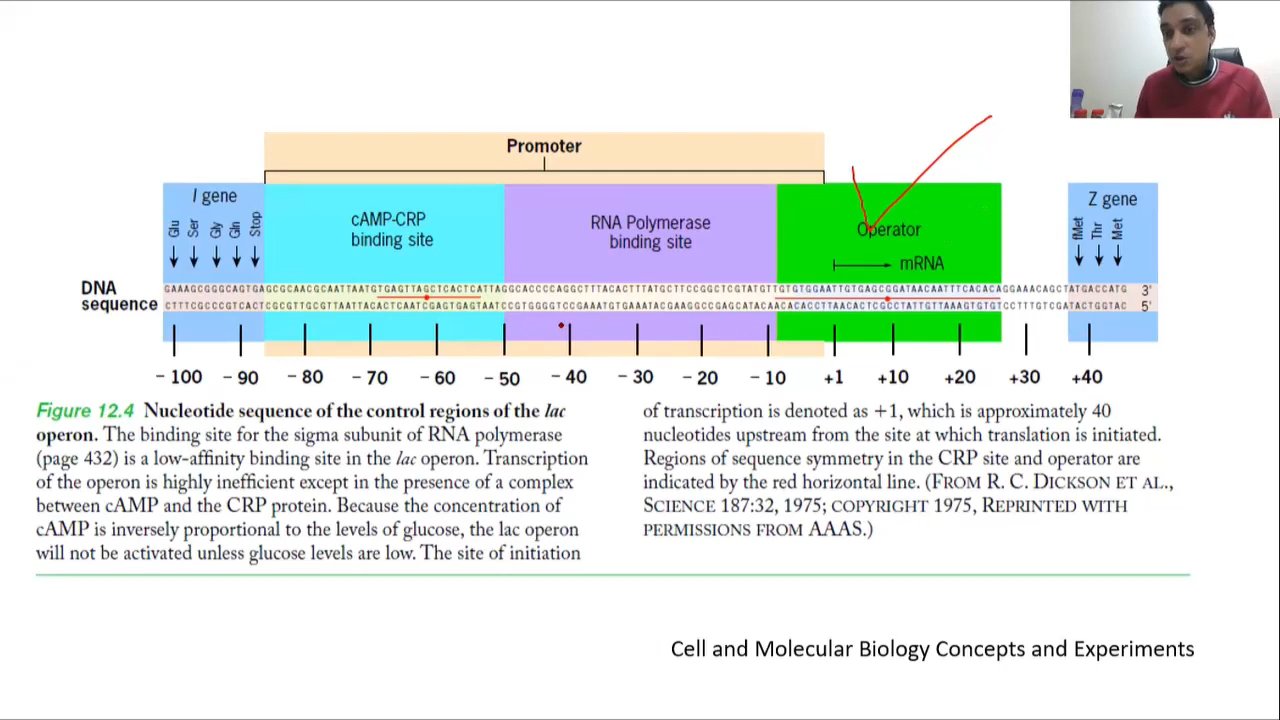 Promoter
I gene
cAMP-CRP
binding site
RNA Polymerase
binding site
Operator
Z gene
Glu
Ser
Gly
Gln
Stop
fMet
Thr
Met
mRNA
DNA
sequence
GAAAGCGGGCAGTGAGCGCAACGCAATTAATGTGAGTTAGCTCACTCATTAGGCACCCCAGGCTTTACACTTTATGCTTCCGGCTCGTATGTTGTGTGGAATTGTGAGCGGATAACAATTTCACACAGGAAACAGCTATGACCATG 3'
CTTTCGCCCGTCACTCGCGTTGCGTTAATTACACTCAATCGAGTGAGTAATCCGTGGGGTCCGAAATGTGAAATACGAAGGCCGAGCATACAACACACCTTAACACTCGCCTATTGTTAAAGTGTGTCCTTTGTCGATACTGGTAC 5'
– 100 – 90 – 80 – 70 – 60 – 50 – 40 – 30 – 20 – 10 +1 +10 +20 +30 +40
Figure 12.4 Nucleotide sequence of the control regions of the lac
operon. The binding site for the sigma subunit of RNA polymerase
(page 432) is a low-affinity binding site in the lac operon. Transcription
of the operon is highly inefficient except in the presence of a complex
between cAMP and the CRP protein. Because the concentration of
cAMP is inversely proportional to the levels of glucose, the lac operon
will not be activated unless glucose levels are low. The site of initiation
of transcription is denoted as +1, which is approximately 40
nucleotides upstream from the site at which translation is initiated.
Regions of sequence symmetry in the CRP site and operator are
indicated by the red horizontal line. (FROM R. C. DICKSON ET AL.,
SCIENCE 187:32, 1975; COPYRIGHT 1975, REPRINTED WITH
PERMISSIONS FROM AAAS.)
Cell and Molecular Biology Concepts and Experiments